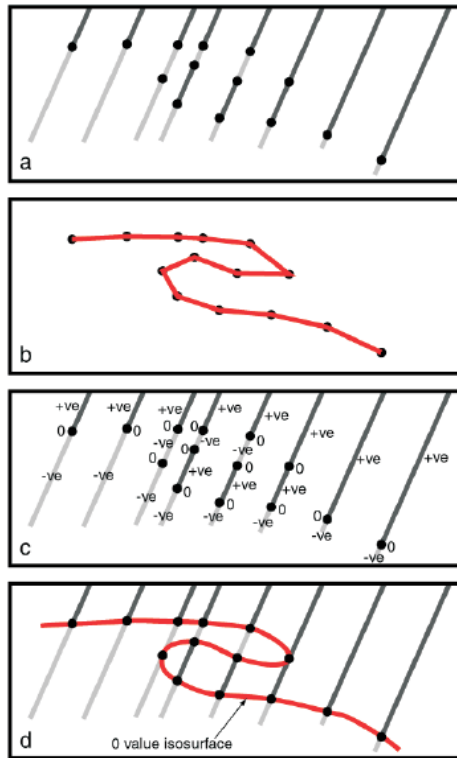 a
b
+ve +ve +ve +ve +ve +ve +ve
0 0 0 0 0
-ve -ve -ve 0
-ve -ve 0 0 -ve 0 0
+ve +ve +ve
-ve -ve 0 0 0
-ve -ve -ve -ve 0
c -ve
d 0 value isosurface